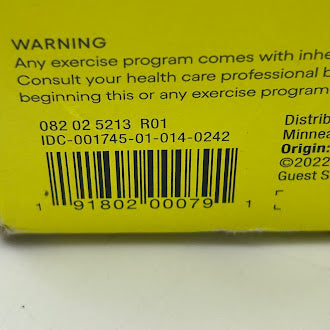 WARNING
Any exercise program comes with inhe
Consult your health care professional b
beginning this or any exercise program
082 02 5213 R01
IDC-001745-01-014-0242
1 91802 00079 1
Distrib
Minnea
Origin:
©2022
Guest S